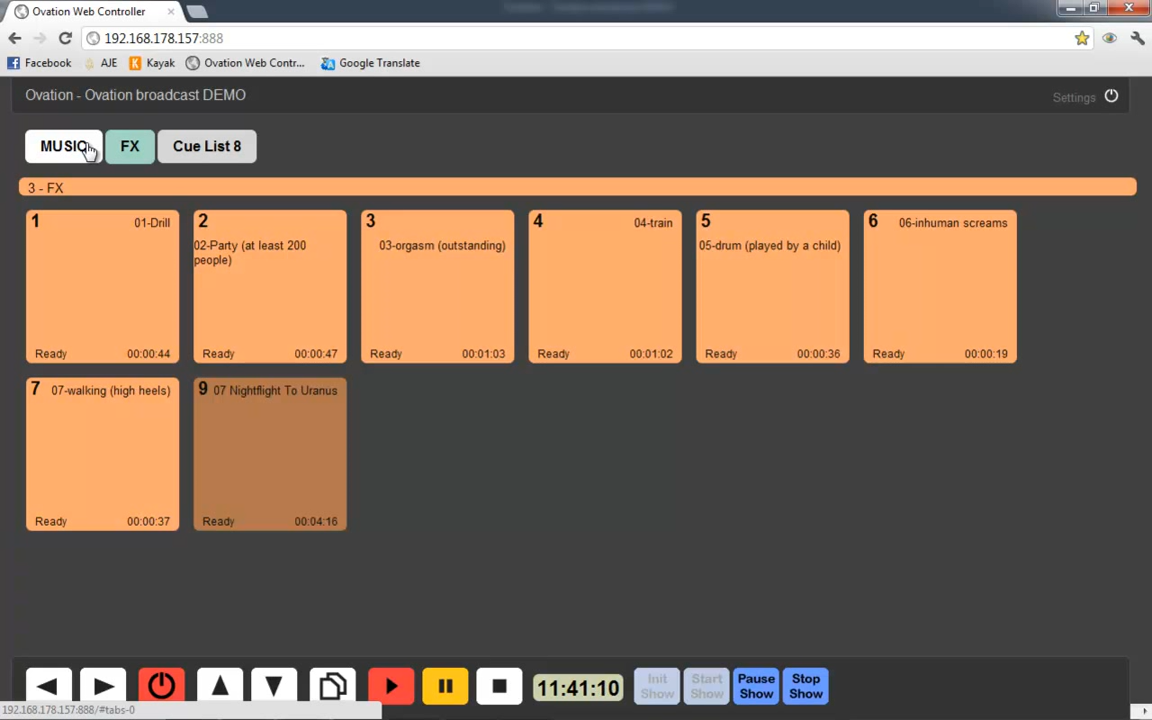 Ovation Web Controller
192.168.178.157:888
Facebook AJE Kayak Ovation Web Contr... Google Translate
Ovation - Ovation broadcast DEMO
Settings
MUSIC FX Cue List 8
3 - FX
1 01-Drill
2
02-Party (at least 200
people)
3
03-orgasm (outstanding)
4 04-train
5
05-drum (played by a child)
6 06-inhuman screams
Ready 00:00:44
Ready 00:00:47
Ready 00:01:03
Ready 00:01:02
Ready 00:00:36
Ready 00:00:19
7 07-walking (high heels)
9 07 Nightflight To Uranus
Ready 00:00:37
Ready 00:04:16
11:41:10
Init
Show
Start
Show
Pause
Show
Stop
Show
192.168.178.157:888/#tabs-0